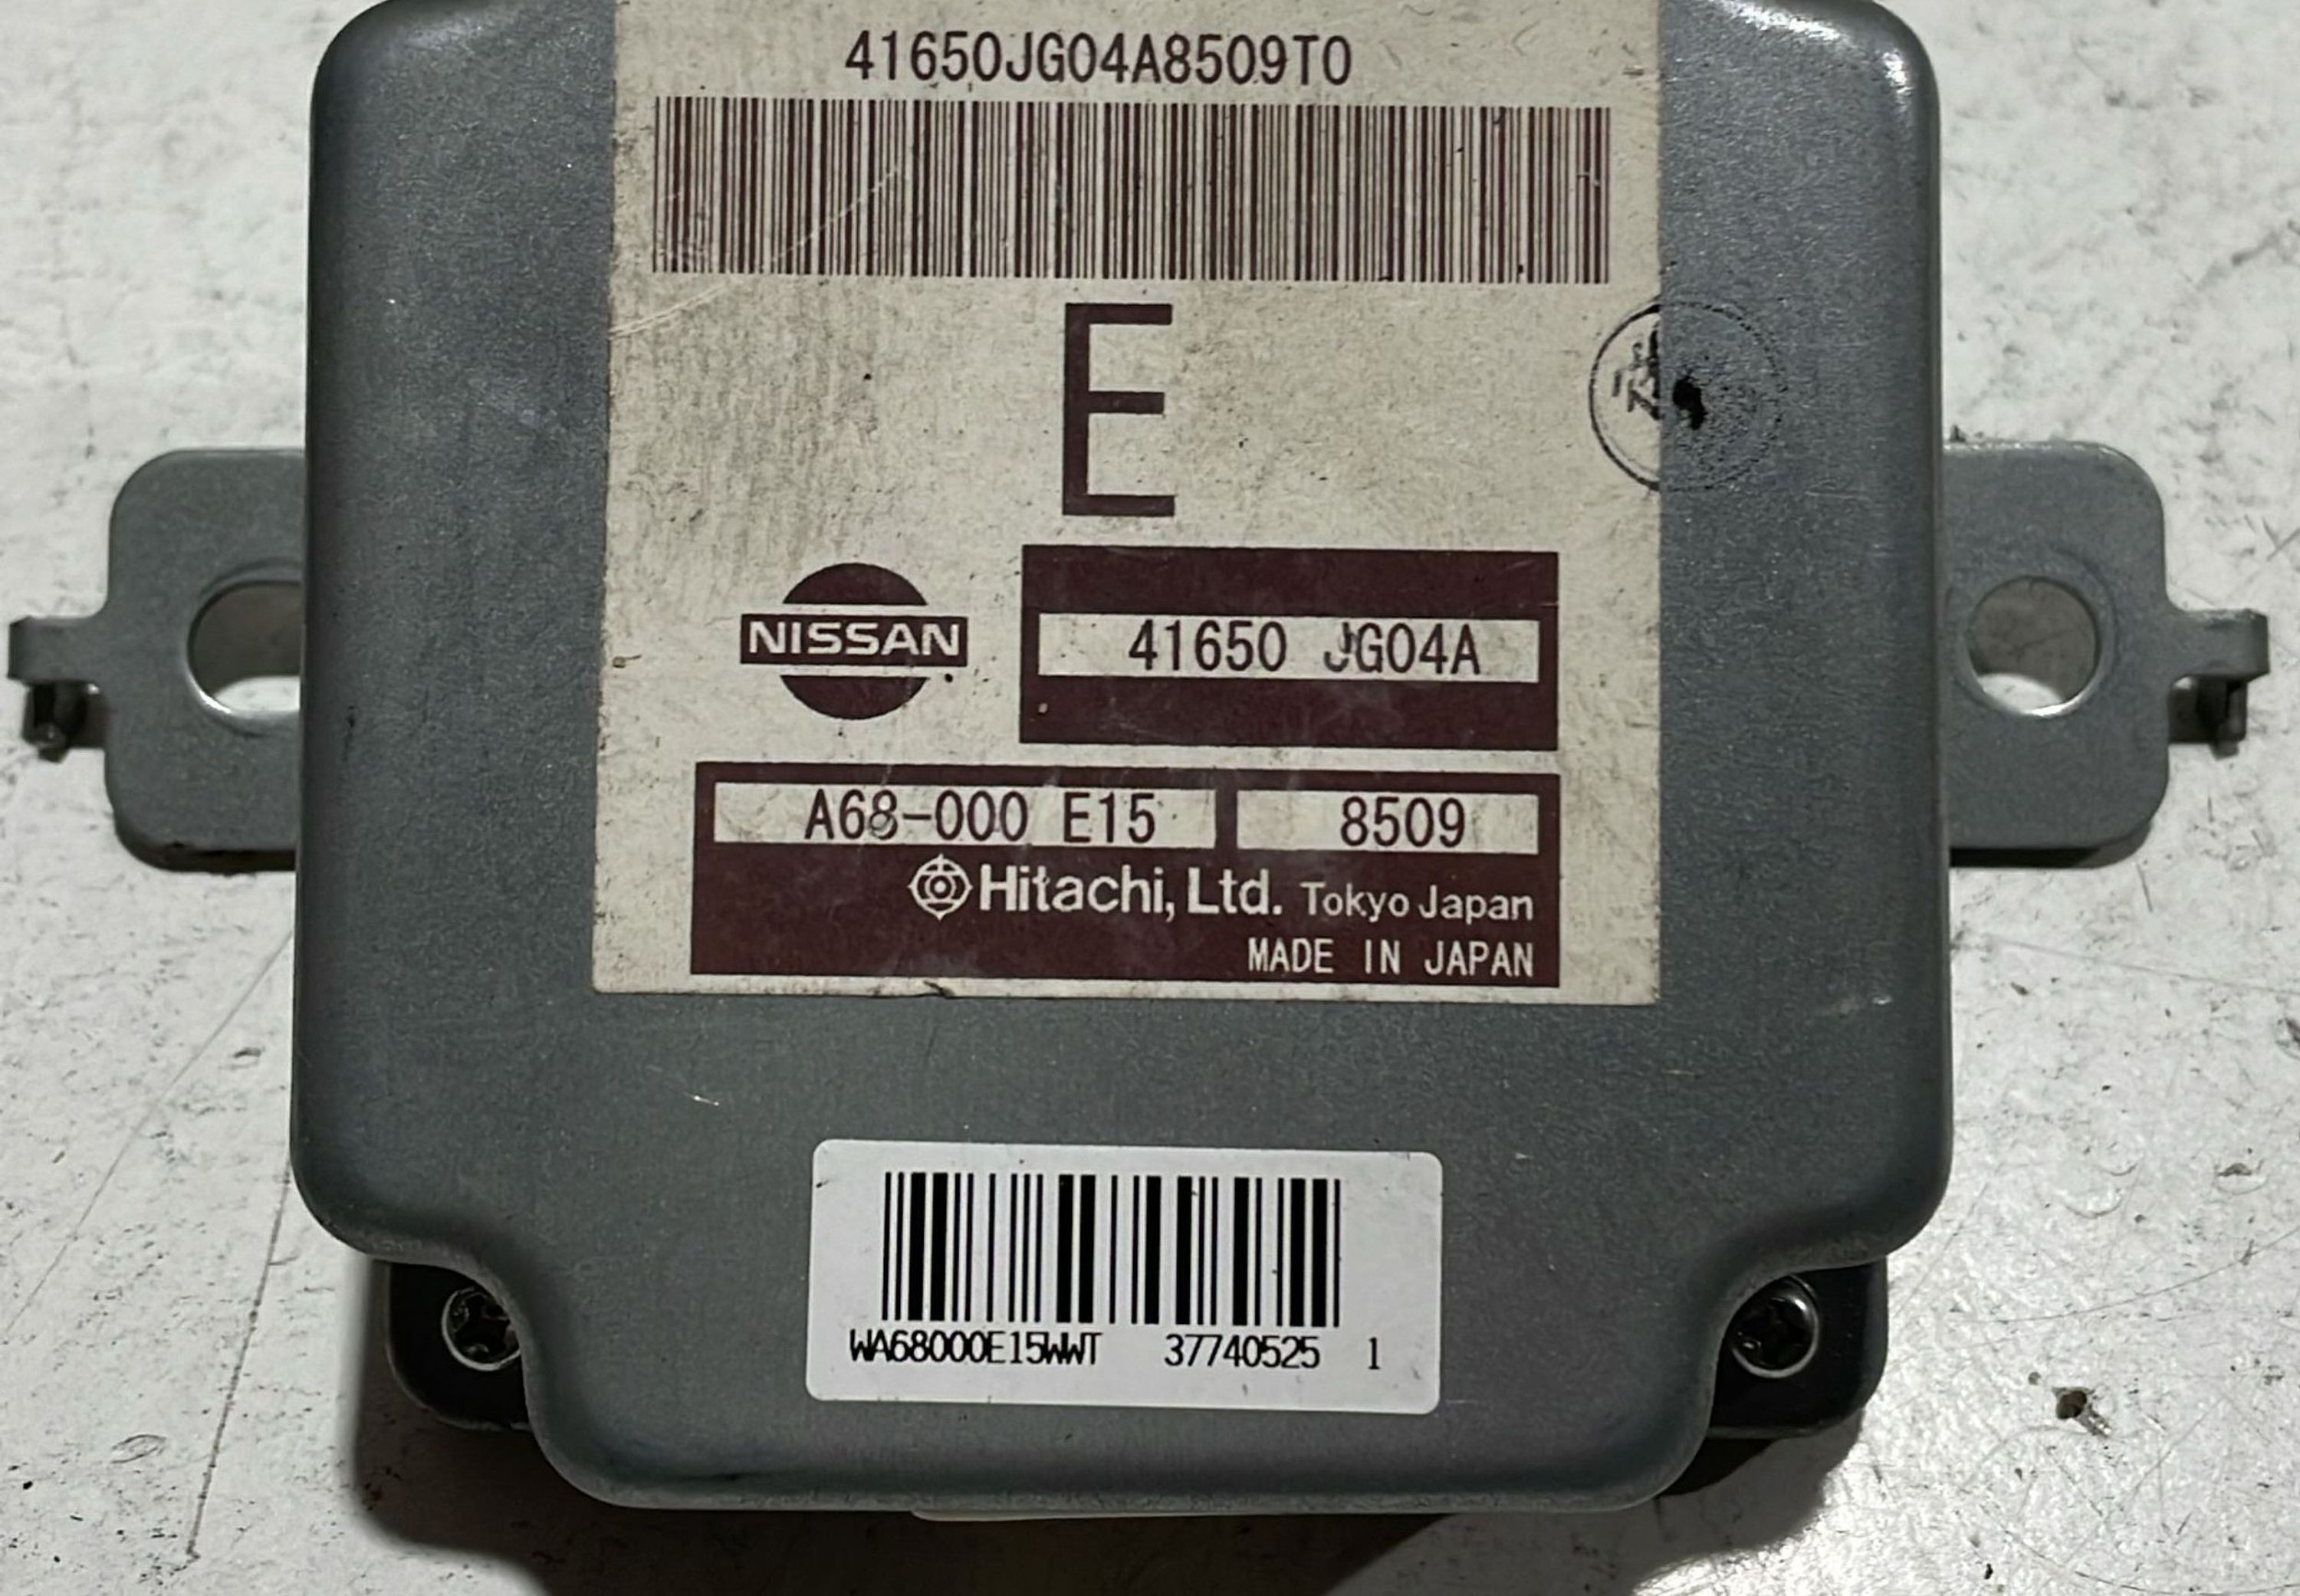 41650JG04A8509T0
E
NISSAN
41650 JG04A
A68-000 E15 8509
Hitachi, Ltd. Tokyo Japan
MADE IN JAPAN
WA68000E15WWT 37740525 1